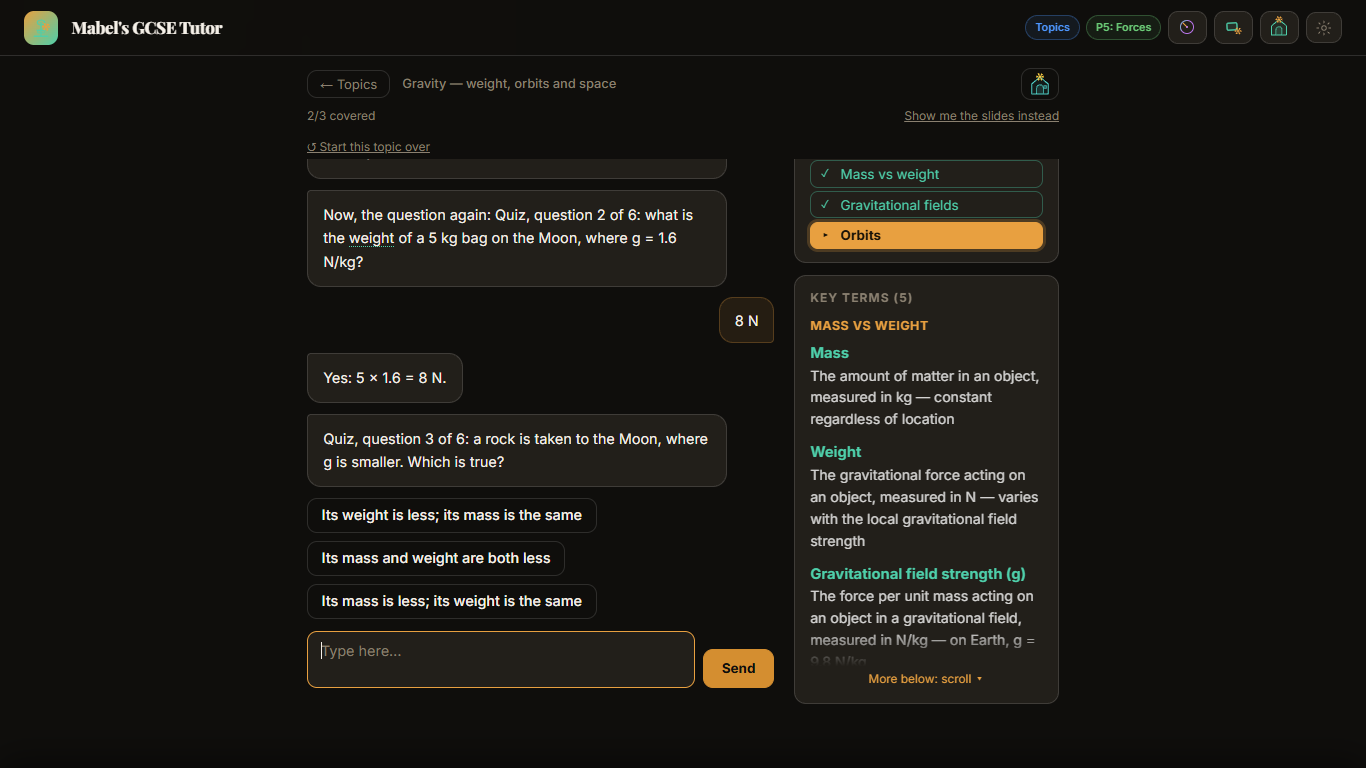 Mabel's GCSE Tutor
Topics
P5: Forces
← Topics
Gravity — weight, orbits and space
2/3 covered
Show me the slides instead
↺ Start this topic over
Now, the question again: Quiz, question 2 of 6: what is
the weight of a 5 kg bag on the Moon, where g = 1.6
N/kg?
8 N
Yes: 5 × 1.6 = 8 N.
Quiz, question 3 of 6: a rock is taken to the Moon, where
g is smaller. Which is true?
Its weight is less; its mass is the same
Its mass and weight are both less
Its mass is less; its weight is the same
Type here...
Send
✓ Mass vs weight
✓ Gravitational fields
▸ Orbits
KEY TERMS (5)
MASS VS WEIGHT
Mass
The amount of matter in an object,
measured in kg — constant
regardless of location
Weight
The gravitational force acting on
an object, measured in N — varies
with the local gravitational field
strength
Gravitational field strength (g)
The force per unit mass acting on
an object in a gravitational field,
measured in N/kg — on Earth, g =
9.8 N/kg
More below: scroll ▾